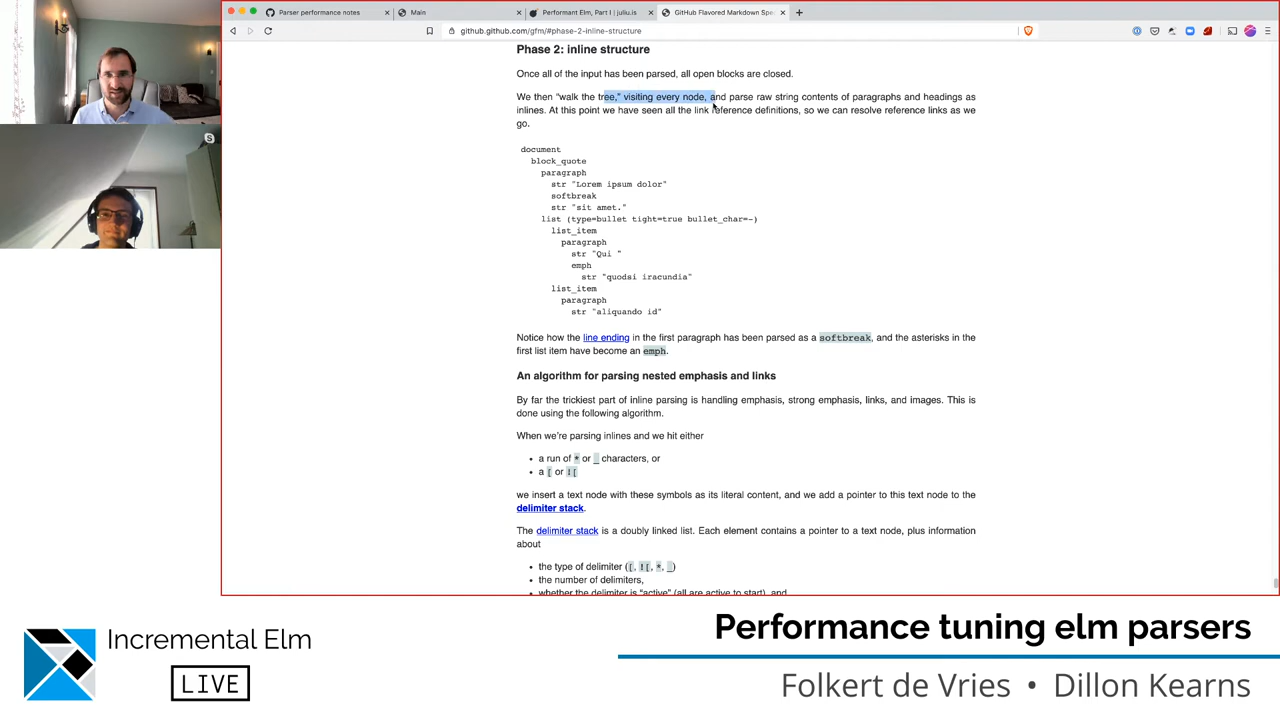 Parser performance notes
Main
Performant Elm, Part I | juliu.is
GitHub Flavored Markdown Spe
github.github.com/gfm/#phase-2-inline-structure
Phase 2: inline structure
Once all of the input has been parsed, all open blocks are closed.
We then “walk the tree,” visiting every node, and parse raw string contents of paragraphs and headings as
inlines. At this point we have seen all the link reference definitions, so we can resolve reference links as we
go.
document
block_quote
paragraph
str "Lorem ipsum dolor"
softbreak
str "sit amet."
list (type=bullet tight=true bullet_char=-)
list_item
paragraph
str "Qui "
emph
str "quodsi iracundia"
list_item
paragraph
str "aliquando id"
Notice how the line ending in the first paragraph has been parsed as a softbreak, and the asterisks in the
first list item have become an emph.
An algorithm for parsing nested emphasis and links
By far the trickiest part of inline parsing is handling emphasis, strong emphasis, links, and images. This is
done using the following algorithm.
When we’re parsing inlines and we hit either
• a run of * or _ characters, or
• a [ or ![
we insert a text node with these symbols as its literal content, and we add a pointer to this text node to the
delimiter stack.
The delimiter stack is a doubly linked list. Each element contains a pointer to a text node, plus information
about
• the type of delimiter ([, ![, *, _)
• the number of delimiters,
• whether the delimiter is “active” (all are active to start), and
Incremental Elm
LIVE
Performance tuning elm parsers
Folkert de Vries • Dillon Kearns